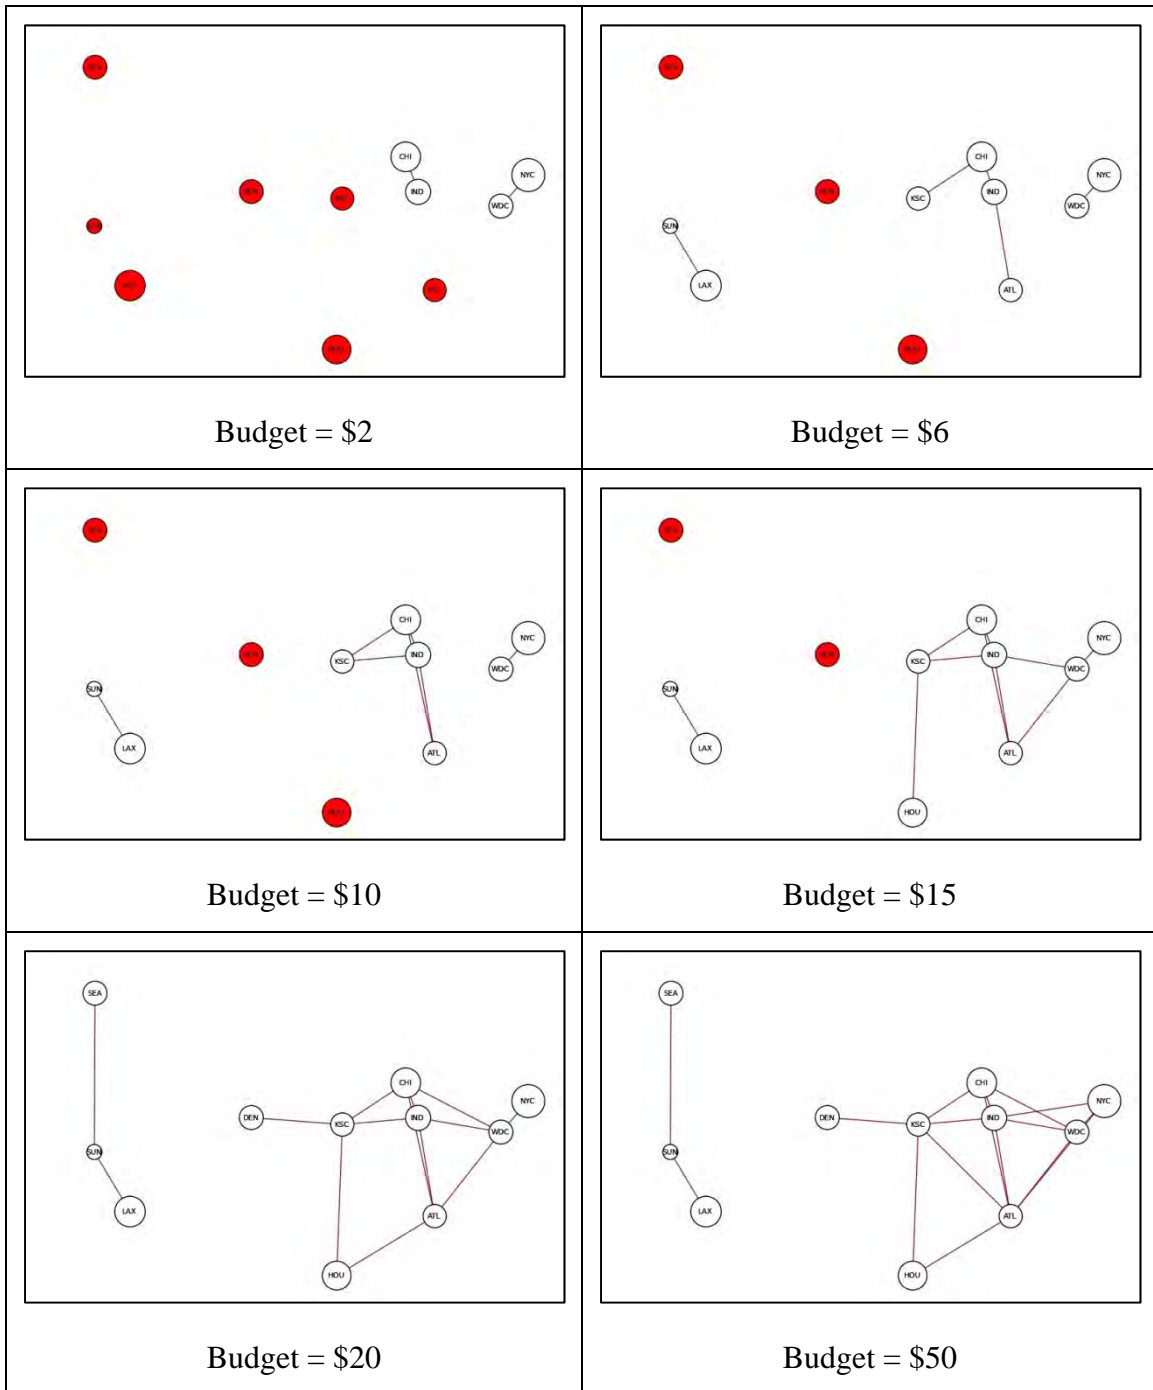 CHI
NYC
IND
WDC
Budget = $2
CHI
NYC
IND
KSC
WDC
SUN
LAX
ATL
Budget = $6
CHI
NYC
IND
KSC
WDC
SUN
LAX
ATL
Budget = $10
CHI
NYC
IND
KSC
WDC
SUN
LAX
ATL
HOU
Budget = $15
SEA
CHI
NYC
DEN
IND
KSC
WDC
SUN
LAX
ATL
HOU
Budget = $20
SEA
CHI
NYC
DEN
IND
KSC
WDC
SUN
LAX
ATL
HOU
Budget = $50